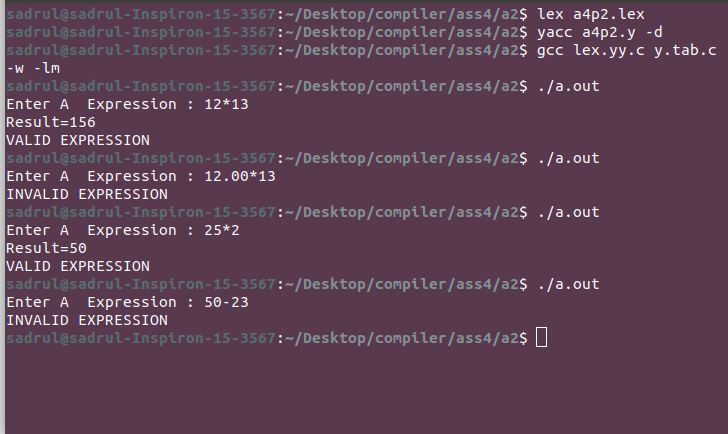 sadrul@sadrul-Inspiron-15-3567:~/Desktop/compiler/ass4/a2$ lex a4p2.lex
sadrul@sadrul-Inspiron-15-3567:~/Desktop/compiler/ass4/a2$ yacc a4p2.y -d
sadrul@sadrul-Inspiron-15-3567:~/Desktop/compiler/ass4/a2$ gcc lex.yy.c y.tab.c
-w -lm
sadrul@sadrul-Inspiron-15-3567:~/Desktop/compiler/ass4/a2$ ./a.out
Enter A  Expression : 12*13
Result=156
VALID EXPRESSION
sadrul@sadrul-Inspiron-15-3567:~/Desktop/compiler/ass4/a2$ ./a.out
Enter A  Expression : 12.00*13
INVALID EXPRESSION
sadrul@sadrul-Inspiron-15-3567:~/Desktop/compiler/ass4/a2$ ./a.out
Enter A  Expression : 25*2
Result=50
VALID EXPRESSION
sadrul@sadrul-Inspiron-15-3567:~/Desktop/compiler/ass4/a2$ ./a.out
Enter A  Expression : 50-23
INVALID EXPRESSION
sadrul@sadrul-Inspiron-15-3567:~/Desktop/compiler/ass4/a2$